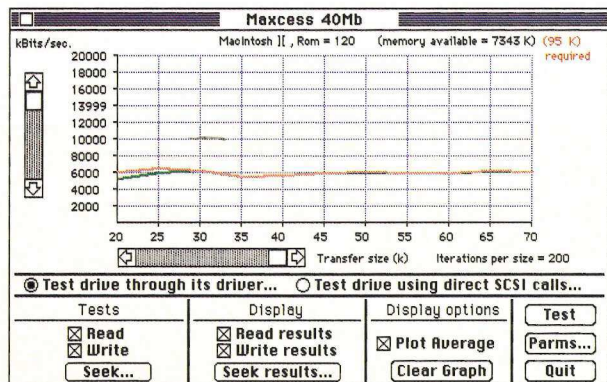 Maxcess 40Mb
kBits/sec. Macintosh ][ , Rom = 120 (memory available = 7343 K) (95 K) required
20000
18000
16000
13999
12000
10000
8000
6000
4000
2000
20 25 30 35 40 45 50 55 60 65 70
Transfer size (k) Iterations per size = 200
Test drive through its driver... Test drive using direct SCSI calls...
Tests Display Display options Test
Read Read results Plot Average Parms...
Write Write results
Seek... Seek results... Clear Graph Quit